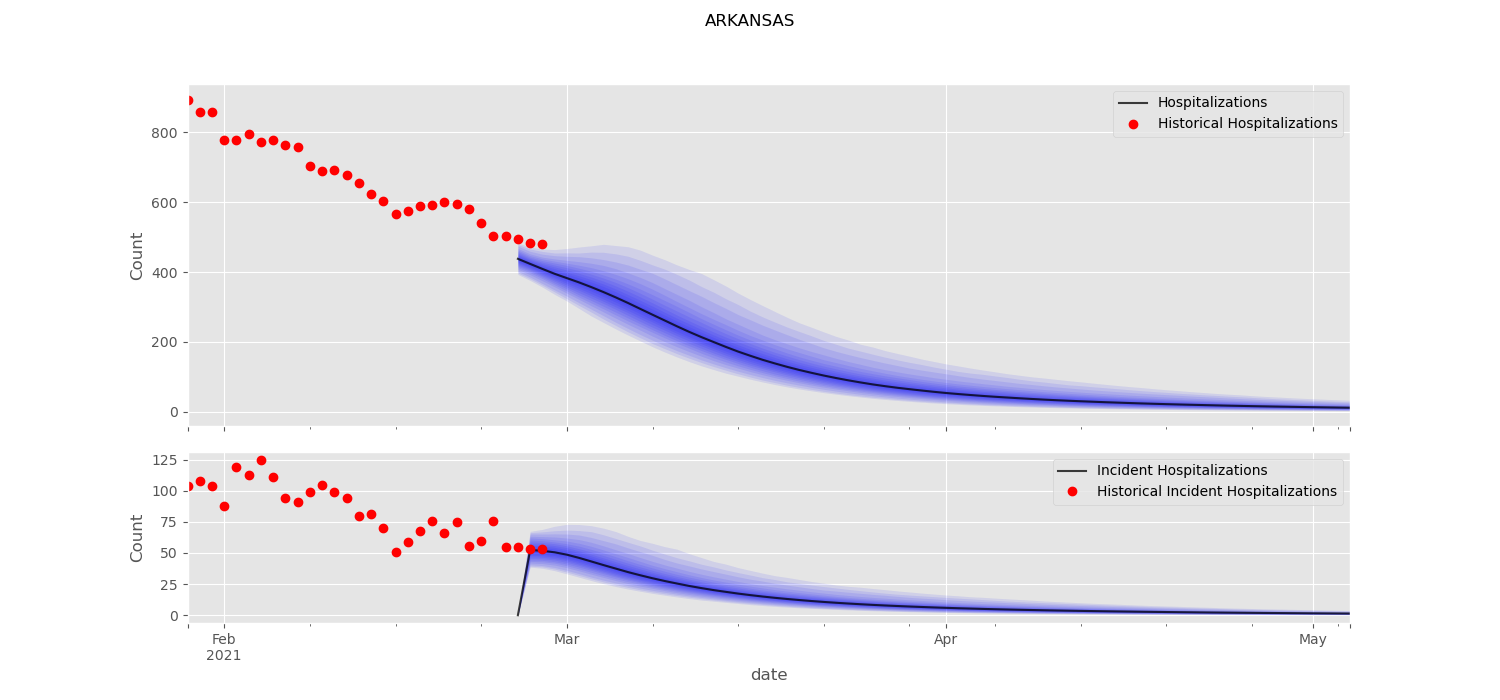 ARKANSAS
Hospitalizations
Historical Hospitalizations
800
600
400
200
0
Count
Incident Hospitalizations
Historical Incident Hospitalizations
125
100
75
50
25
0
Count
Feb Mar Apr May
2021
date